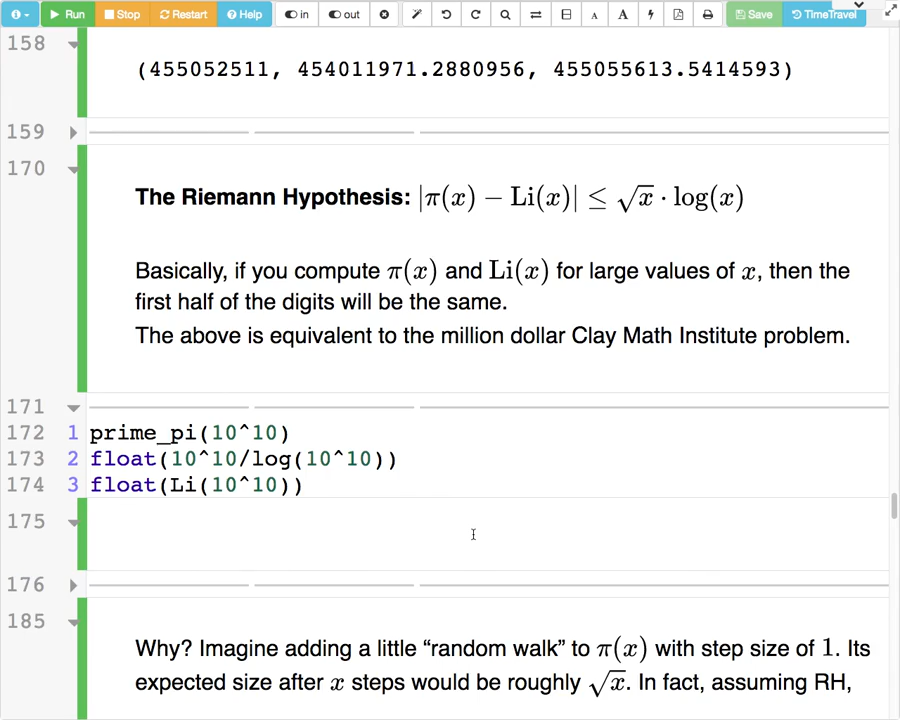 Run Stop Restart Help in out A A Save TimeTravel
158
(455052511, 454011971.2880956, 455055613.5414593)
159
170
The Riemann Hypothesis: |π(x) − Li(x)| ≤ √x · log(x)
Basically, if you compute π(x) and Li(x) for large values of x, then the
first half of the digits will be the same.
The above is equivalent to the million dollar Clay Math Institute problem.
171
172 1 prime_pi(10^10)
173 2 float(10^10/log(10^10))
174 3 float(Li(10^10))
175
176
185
Why? Imagine adding a little “random walk” to π(x) with step size of 1. Its
expected size after x steps would be roughly √x. In fact, assuming RH,